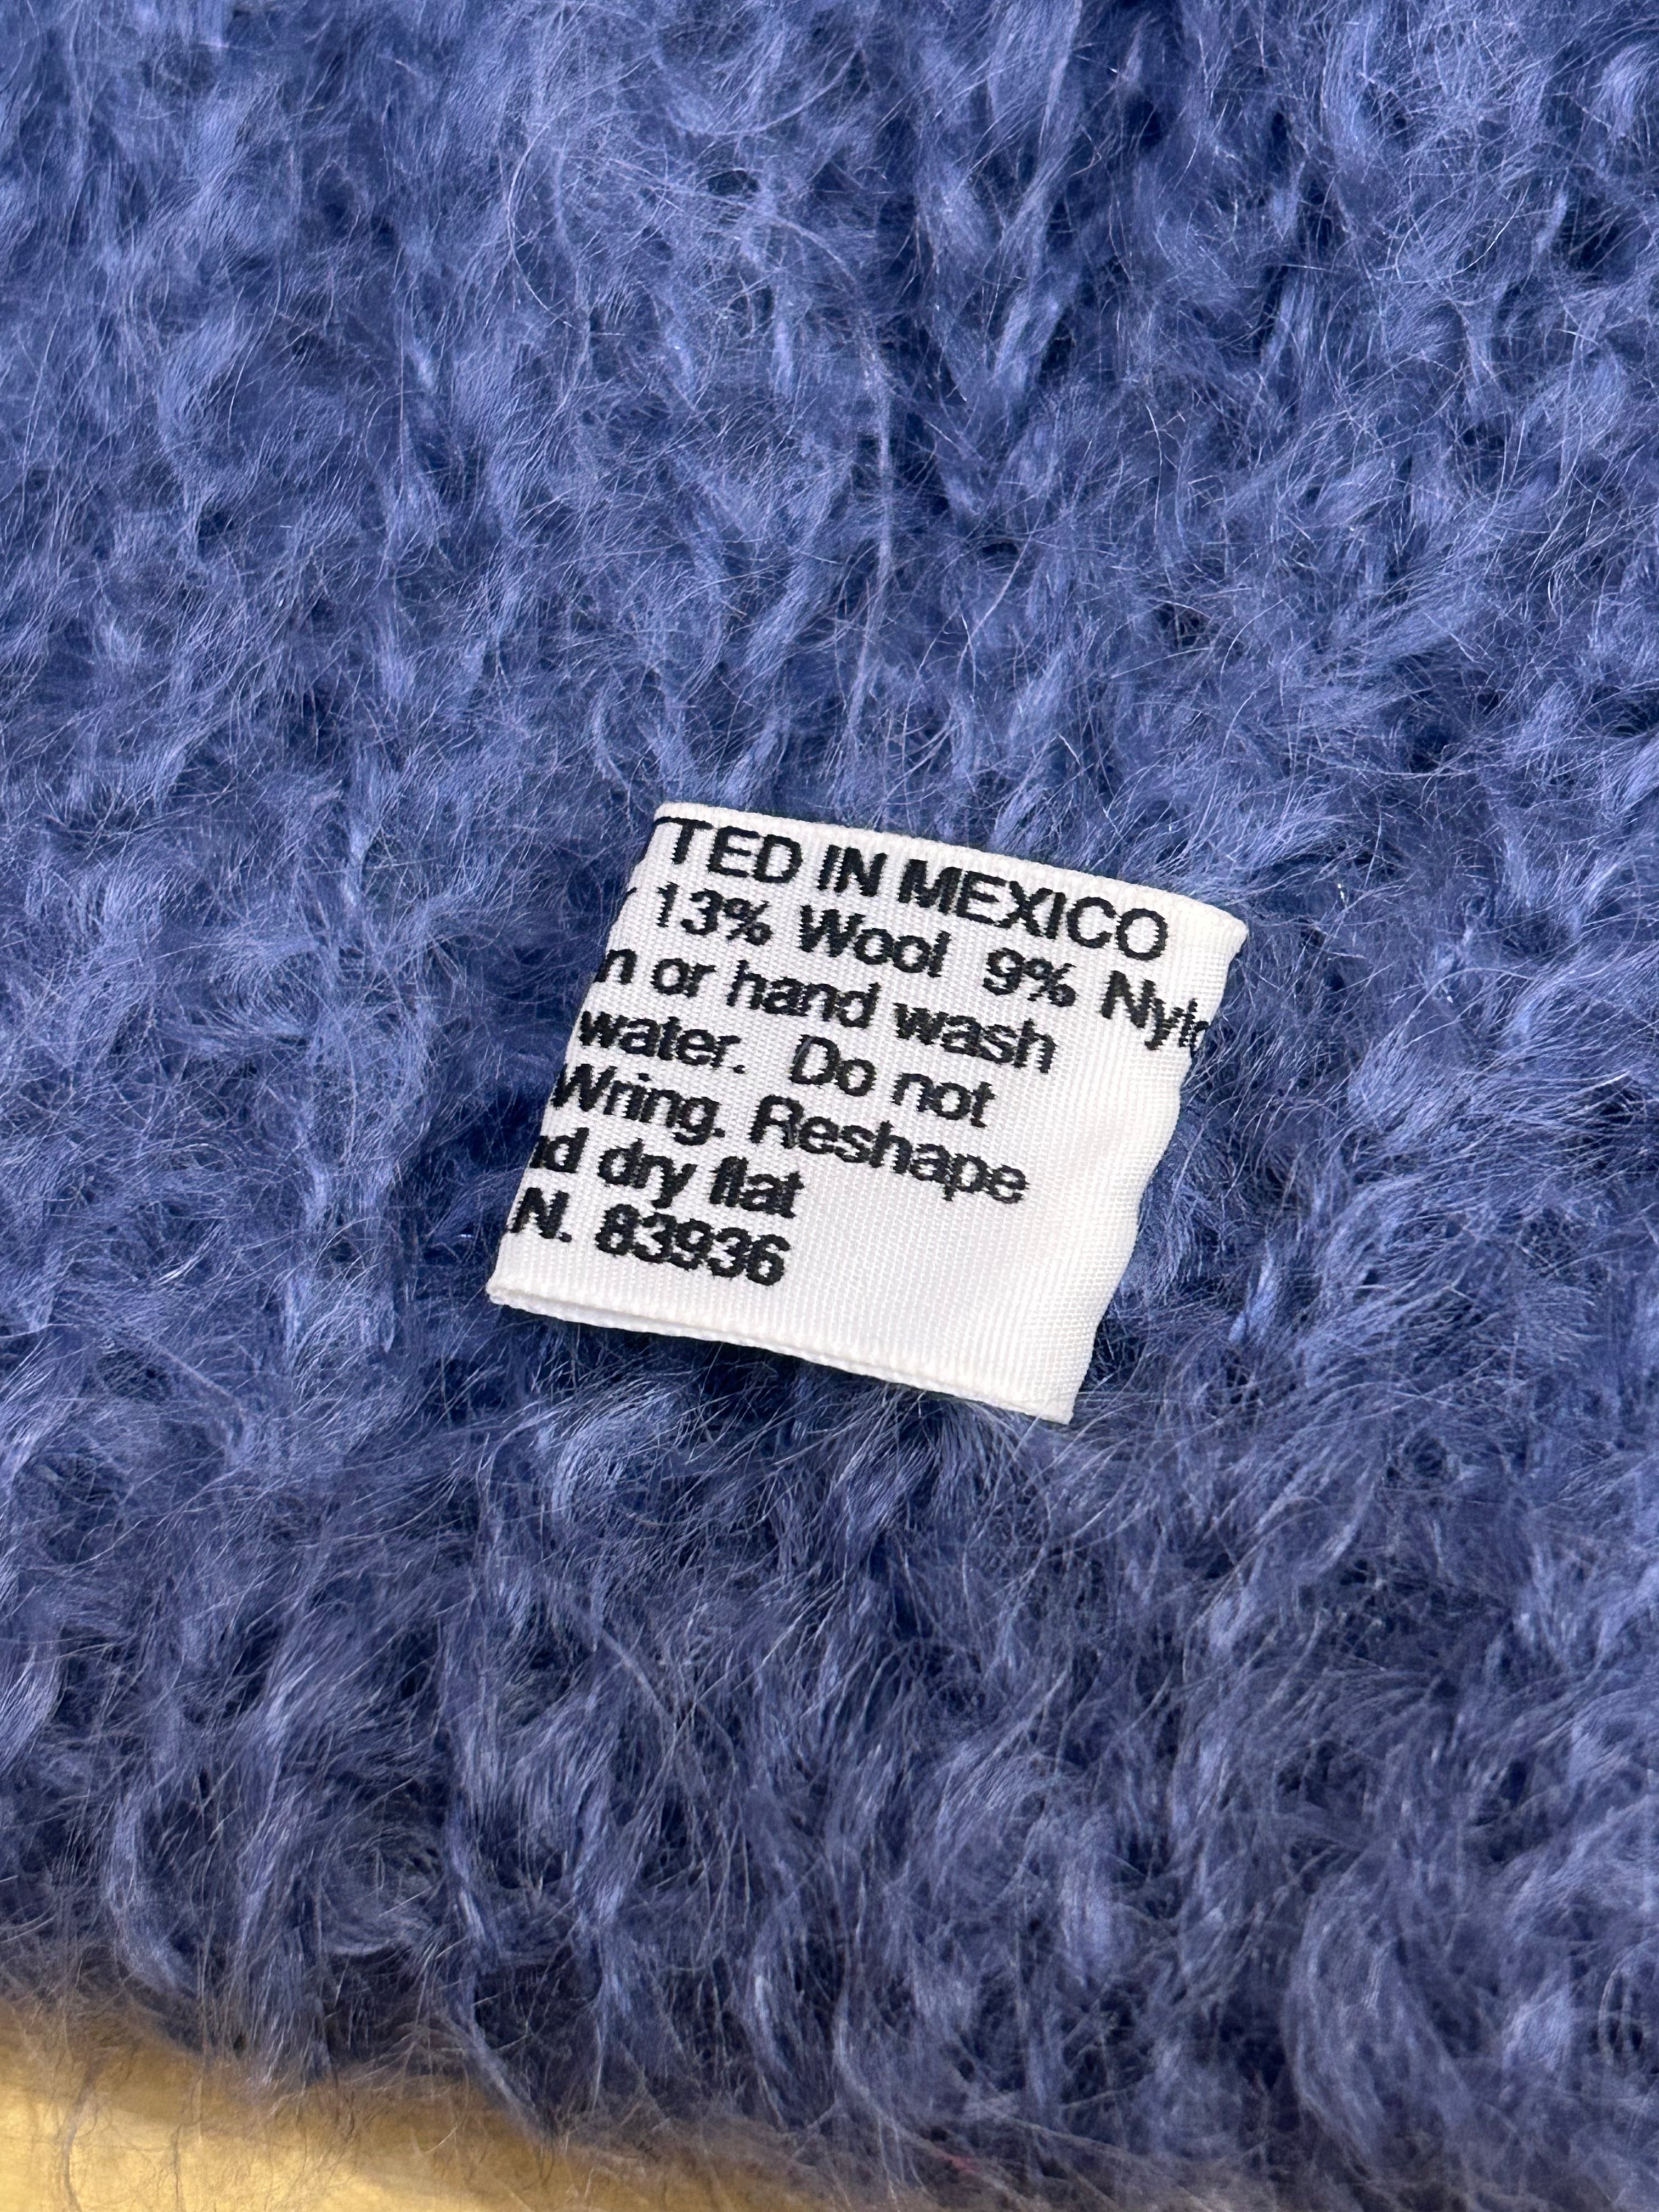 TED IN MEXICO
13% Wool 9% Nylo
n or hand wash
water. Do not
Wring. Reshape
d dry flat
N. 83936